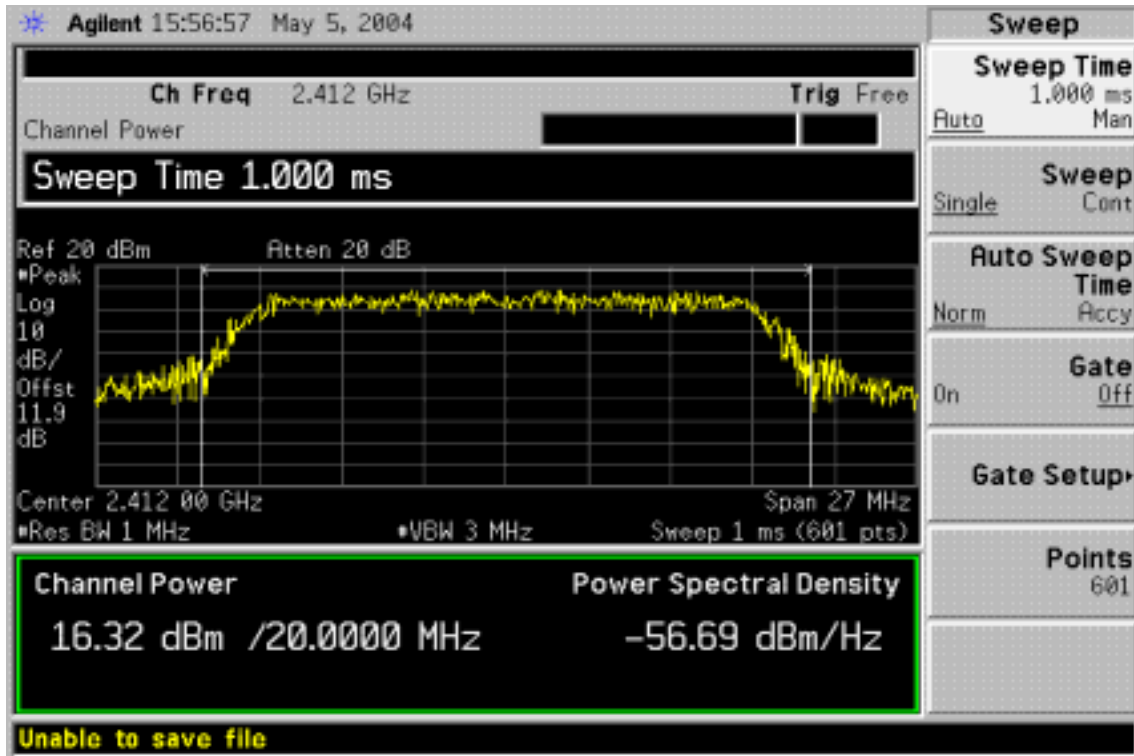 Agilent 15:56:57 May 5, 2004
Ch Freq 2.412 GHz Trig Free
Channel Power
Sweep Time 1.000 ms
Ref 20 dBm Atten 20 dB
#Peak
Log
10
dB/
Offst
11.9
dB
Center 2.412 00 GHz Span 27 MHz
#Res BW 1 MHz #VBW 3 MHz Sweep 1 ms (601 pts)
Channel Power Power Spectral Density
16.32 dBm /20.0000 MHz -56.69 dBm/Hz
Unable to save file
Sweep
Sweep Time
1.000 ms
Auto Man
Sweep
Single Cont
Auto Sweep
Time
Norm Accy
Gate
On Off
Gate Setup
Points
601